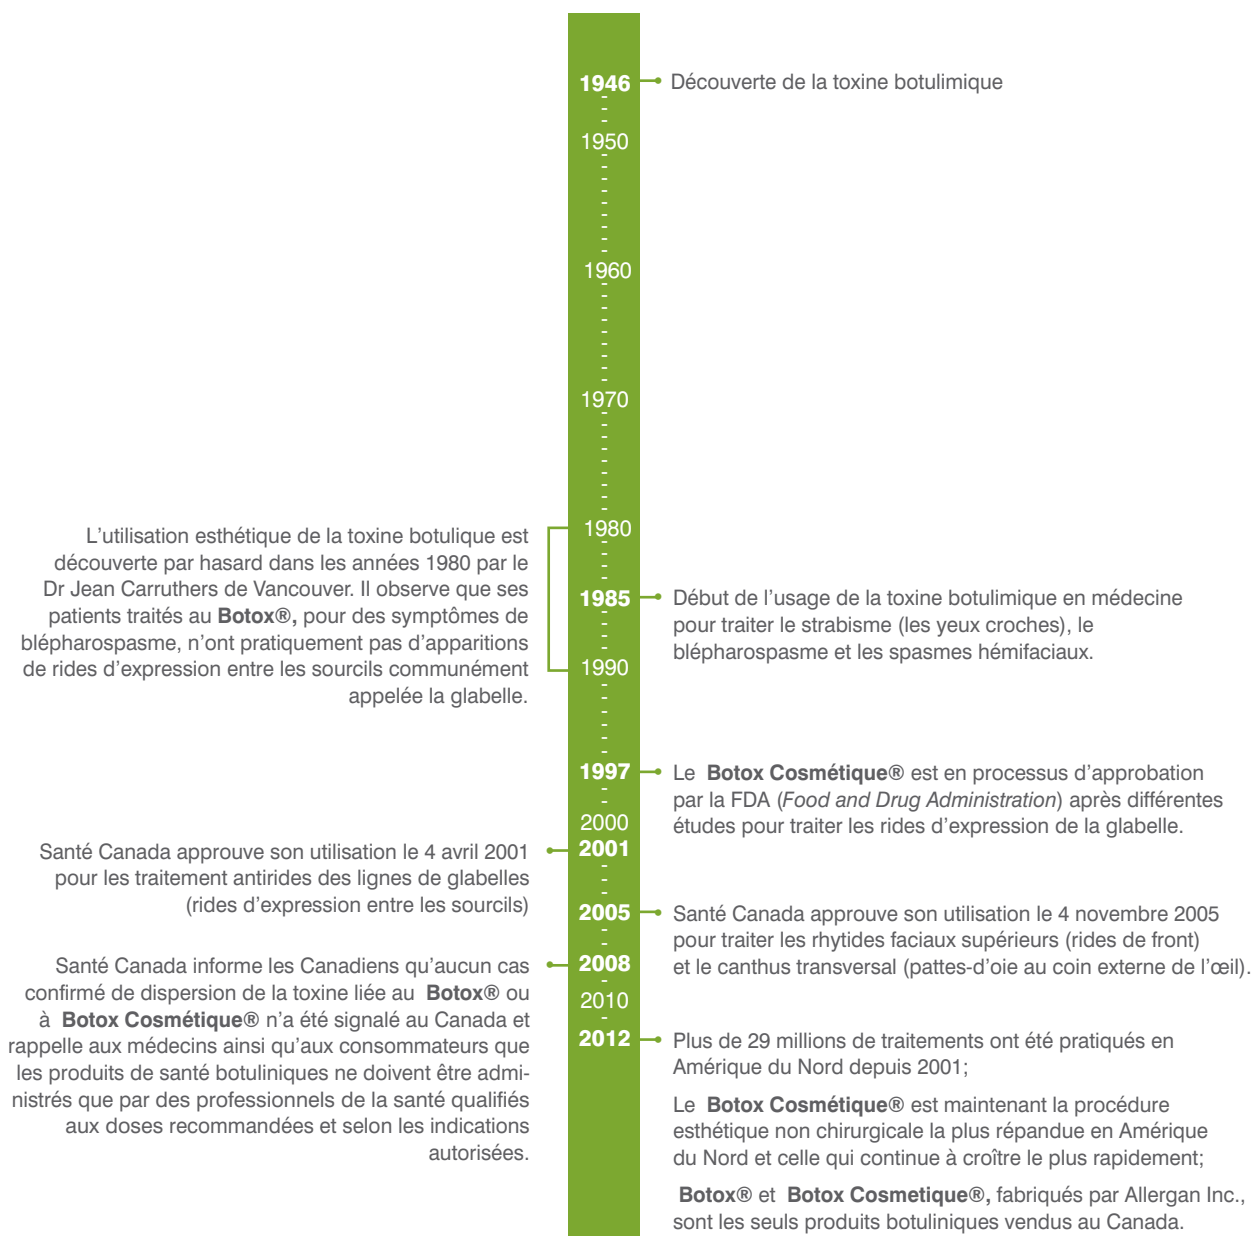 1946
Découverte de la toxine botulimique
1950
1960
1970
1980
L'utilisation esthétique de la toxine botulique est
découverte par hasard dans les années 1980 par le
Dr Jean Carruthers de Vancouver. Il observe que ses
patients traités au Botox®, pour des symptômes de
blépharospasme, n'ont pratiquement pas d'apparitions
de rides d'expression entre les sourcils communément
appelée la glabelle.
1985
Début de l'usage de la toxine botulimique en médecine
pour traiter le strabisme (les yeux croches), le
blépharospasme et les spasmes hémifaciaux.
1990
1997
Le Botox Cosmétique® est en processus d'approbation
par la FDA (Food and Drug Administration) après différentes
études pour traiter les rides d'expression de la glabelle.
2000
2001
Santé Canada approuve son utilisation le 4 avril 2001
pour les traitement antirides des lignes de glabelles
(rides d'expression entre les sourcils)
2005
Santé Canada approuve son utilisation le 4 novembre 2005
pour traiter les rhytides faciaux supérieurs (rides de front)
et le canthus transversal (pattes-d'oie au coin externe de l'œil).
2008
Santé Canada informe les Canadiens qu'aucun cas
confirmé de dispersion de la toxine liée au Botox® ou
à Botox Cosmétique® n'a été signalé au Canada et
rappelle aux médecins ainsi qu'aux consommateurs que
les produits de santé botuliniques ne doivent être admi-
nistrés que par des professionnels de la santé qualifiés
aux doses recommandées et selon les indications
autorisées.
2010
2012
Plus de 29 millions de traitements ont été pratiqués en
Amérique du Nord depuis 2001;
Le Botox Cosmétique® est maintenant la procédure
esthétique non chirurgicale la plus répandue en Amérique
du Nord et celle qui continue à croître le plus rapidement;
Botox® et Botox Cosmetique®, fabriqués par Allergan Inc.,
sont les seuls produits botuliniques vendus au Canada.